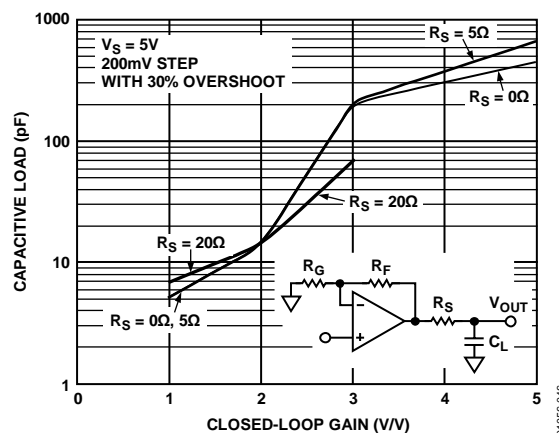 1000
100
10
1
CAPACITIVE LOAD (pF)
V_S = 5V
200mV STEP
WITH 30% OVERSHOOT
R_S = 5Ω
R_S = 0Ω
R_S = 20Ω
R_S = 20Ω
R_S = 0Ω, 5Ω
R_G
R_F
R_S
V_OUT
C_L
−
+
0
1
2
3
4
5
CLOSED-LOOP GAIN (V/V)